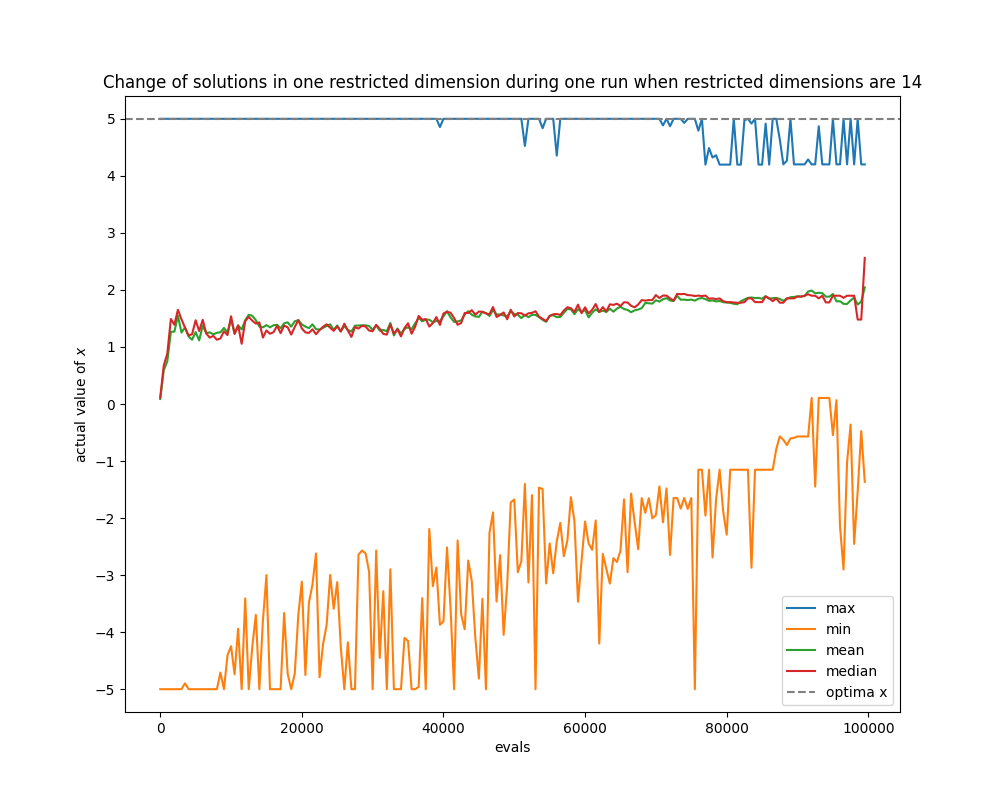 Change of solutions in one restricted dimension during one run when restricted dimensions are 14
5
4
3
2
1
0
−1
−2
−3
−4
−5
actual value of x
0
20000
40000
60000
80000
100000
evals
max
min
mean
median
optima x